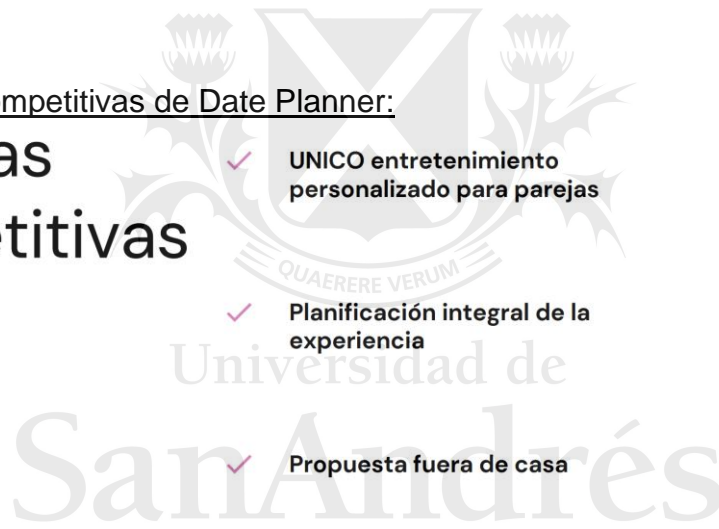 ompetitivas de Date Planner:
as
etitivas
UNICO entretenimiento
personalizado para parejas
QUAERERE VERUM
Planificación integral de la
experiencia
Universidad de
SanAndrés
Propuesta fuera de casa